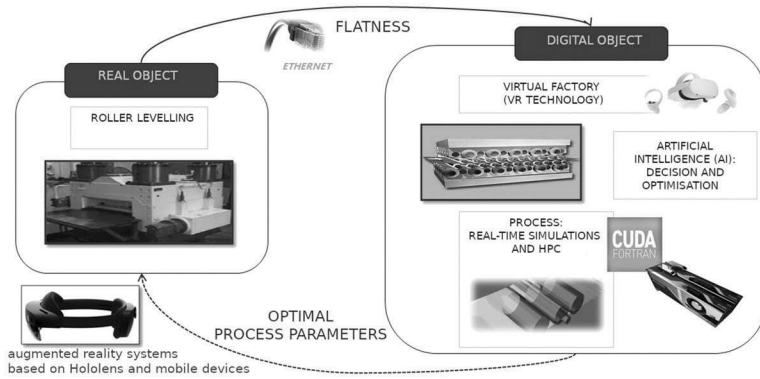 FLATNESS
ETHERNET
REAL OBJECT
ROLLER LEVELLING
DIGITAL OBJECT
VIRTUAL FACTORY
(VR TECHNOLOGY)
ARTIFICIAL
INTELLIGENCE (AI):
DECISION AND
OPTIMISATION
PROCESS:
REAL-TIME SIMULATIONS
AND HPC
CUDA
FORTRAN
OPTIMAL
PROCESS PARAMETERS
augmented reality systems
based on Hololens and mobile devices